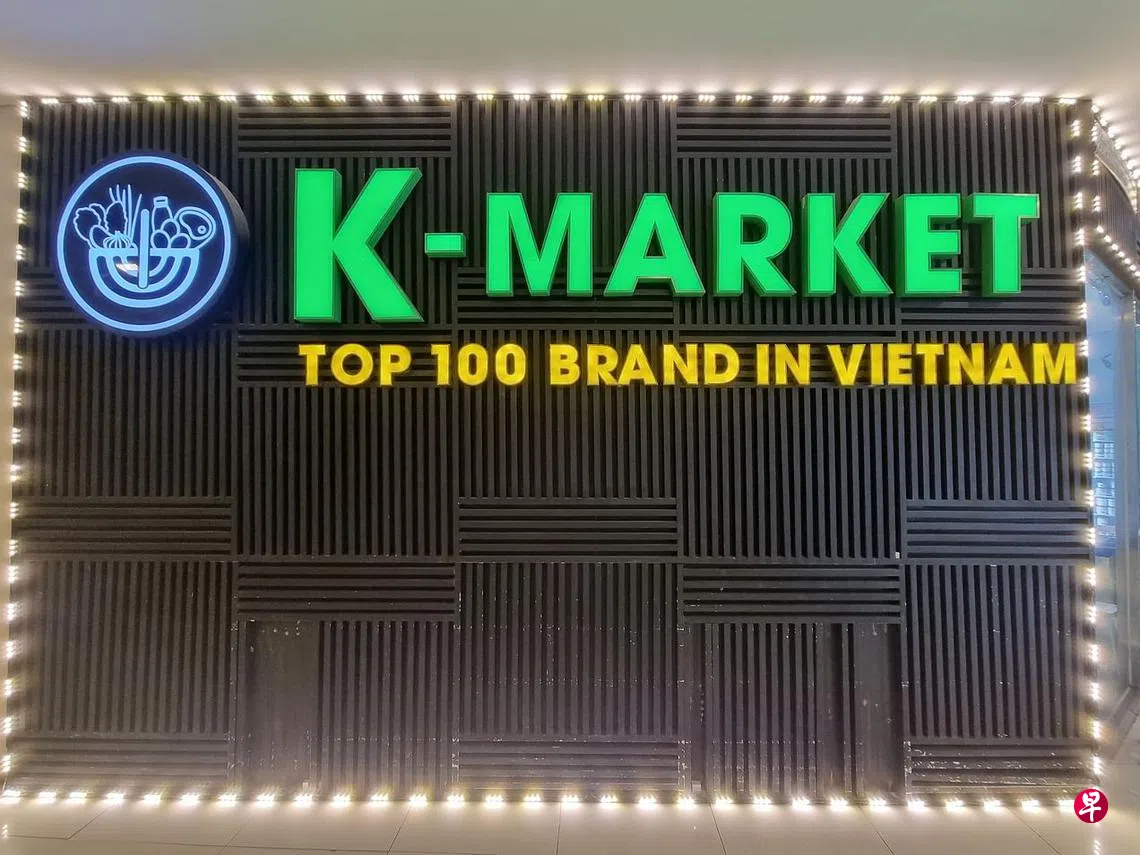 K-MARKET
TOP 100 BRAND IN VIETNAM
早